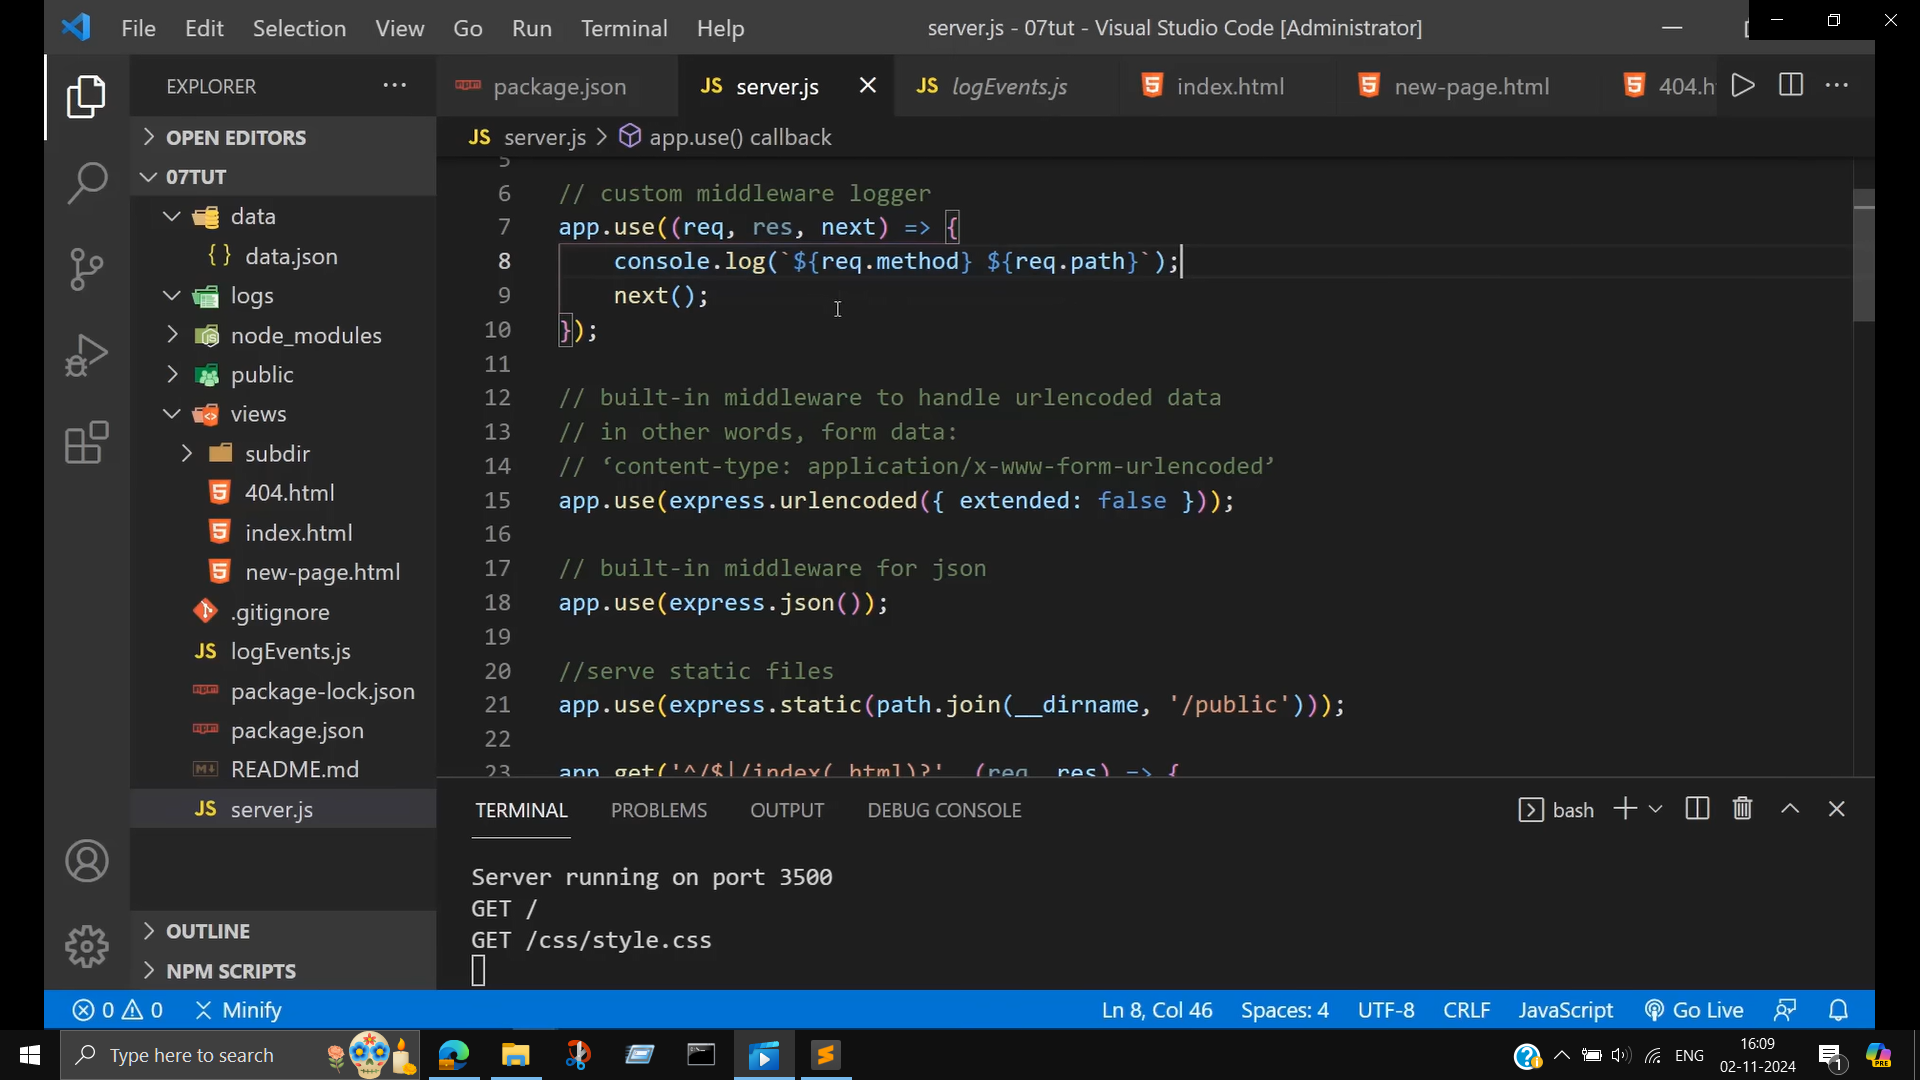 File Edit Selection View Go Run Terminal Help
server.js - 07tut - Visual Studio Code [Administrator]
EXPLORER
package.json
JS server.js
JS logEvents.js
index.html
new-page.html
404.h
OPEN EDITORS
07TUT
data
{ } data.json
logs
node_modules
public
views
subdir
404.html
index.html
new-page.html
.gitignore
JS logEvents.js
package-lock.json
package.json
README.md
JS server.js
OUTLINE
NPM SCRIPTS
JS server.js > app.use() callback
5
6 // custom middleware logger
7 app.use((req, res, next) => {
8 console.log(`${req.method} ${req.path}`);
9 next();
10 });
11
12 // built-in middleware to handle urlencoded data
13 // in other words, form data:
14 // ‘content-type: application/x-www-form-urlencoded’
15 app.use(express.urlencoded({ extended: false }));
16
17 // built-in middleware for json
18 app.use(express.json());
19
20 //serve static files
21 app.use(express.static(path.join(__dirname, '/public')));
22
23 app.get('^/$|/index(.html)?', (req, res) => {
TERMINAL PROBLEMS OUTPUT DEBUG CONSOLE
bash
Server running on port 3500
GET /
GET /css/style.css
0 0 Minify
Ln 8, Col 46 Spaces: 4 UTF-8 CRLF JavaScript Go Live
Type here to search
ENG
16:09
02-11-2024
1
PRE